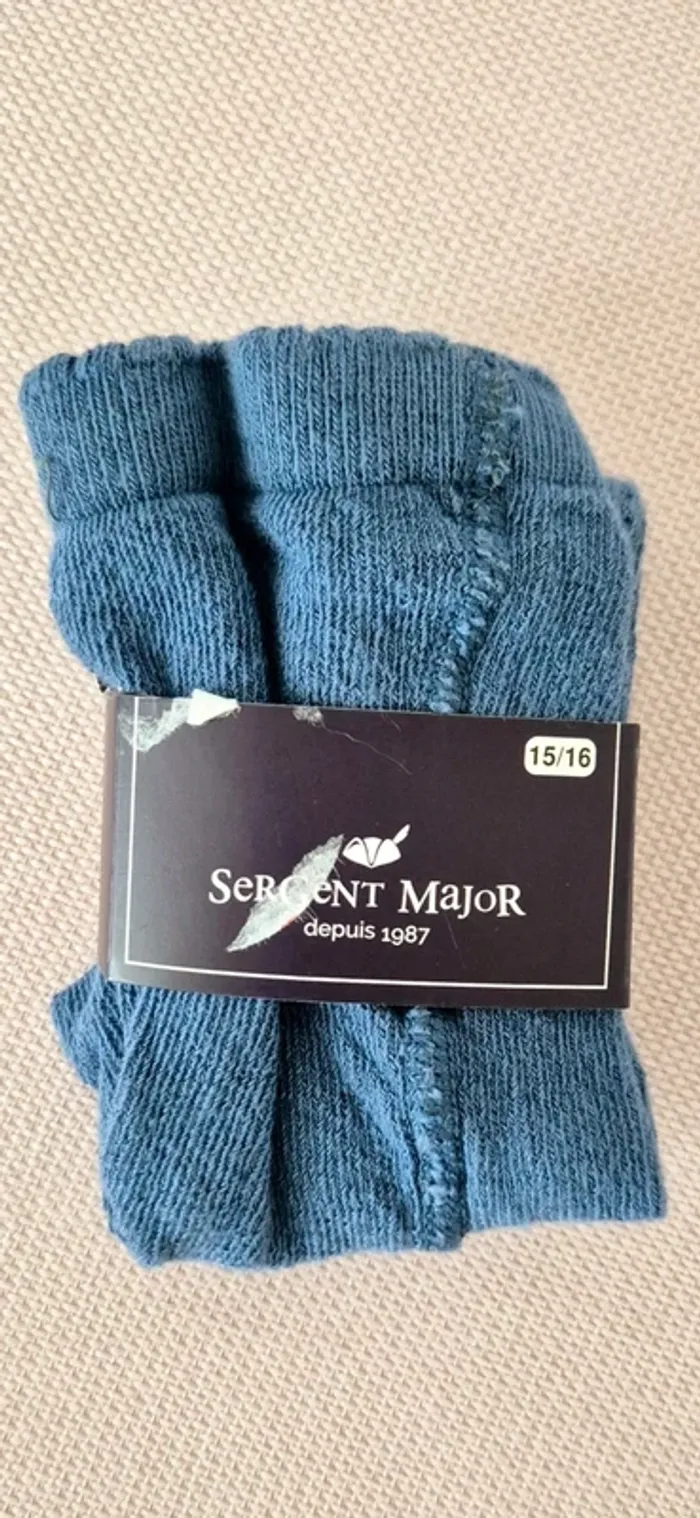 15/16
SeRGeNT MaJoR
depuis 1987